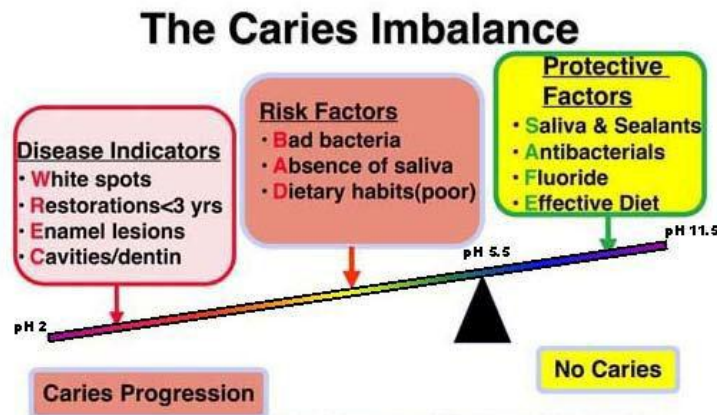 The Caries Imbalance
Disease Indicators
• White spots
• Restorations<3 yrs
• Enamel lesions
• Cavities/dentin
Risk Factors
• Bad bacteria
• Absence of saliva
• Dietary habits(poor)
Protective
Factors
• Saliva & Sealants
• Antibacterials
• Fluoride
• Effective Diet
pH 2
pH 5.5
pH 11.5
Caries Progression
No Caries